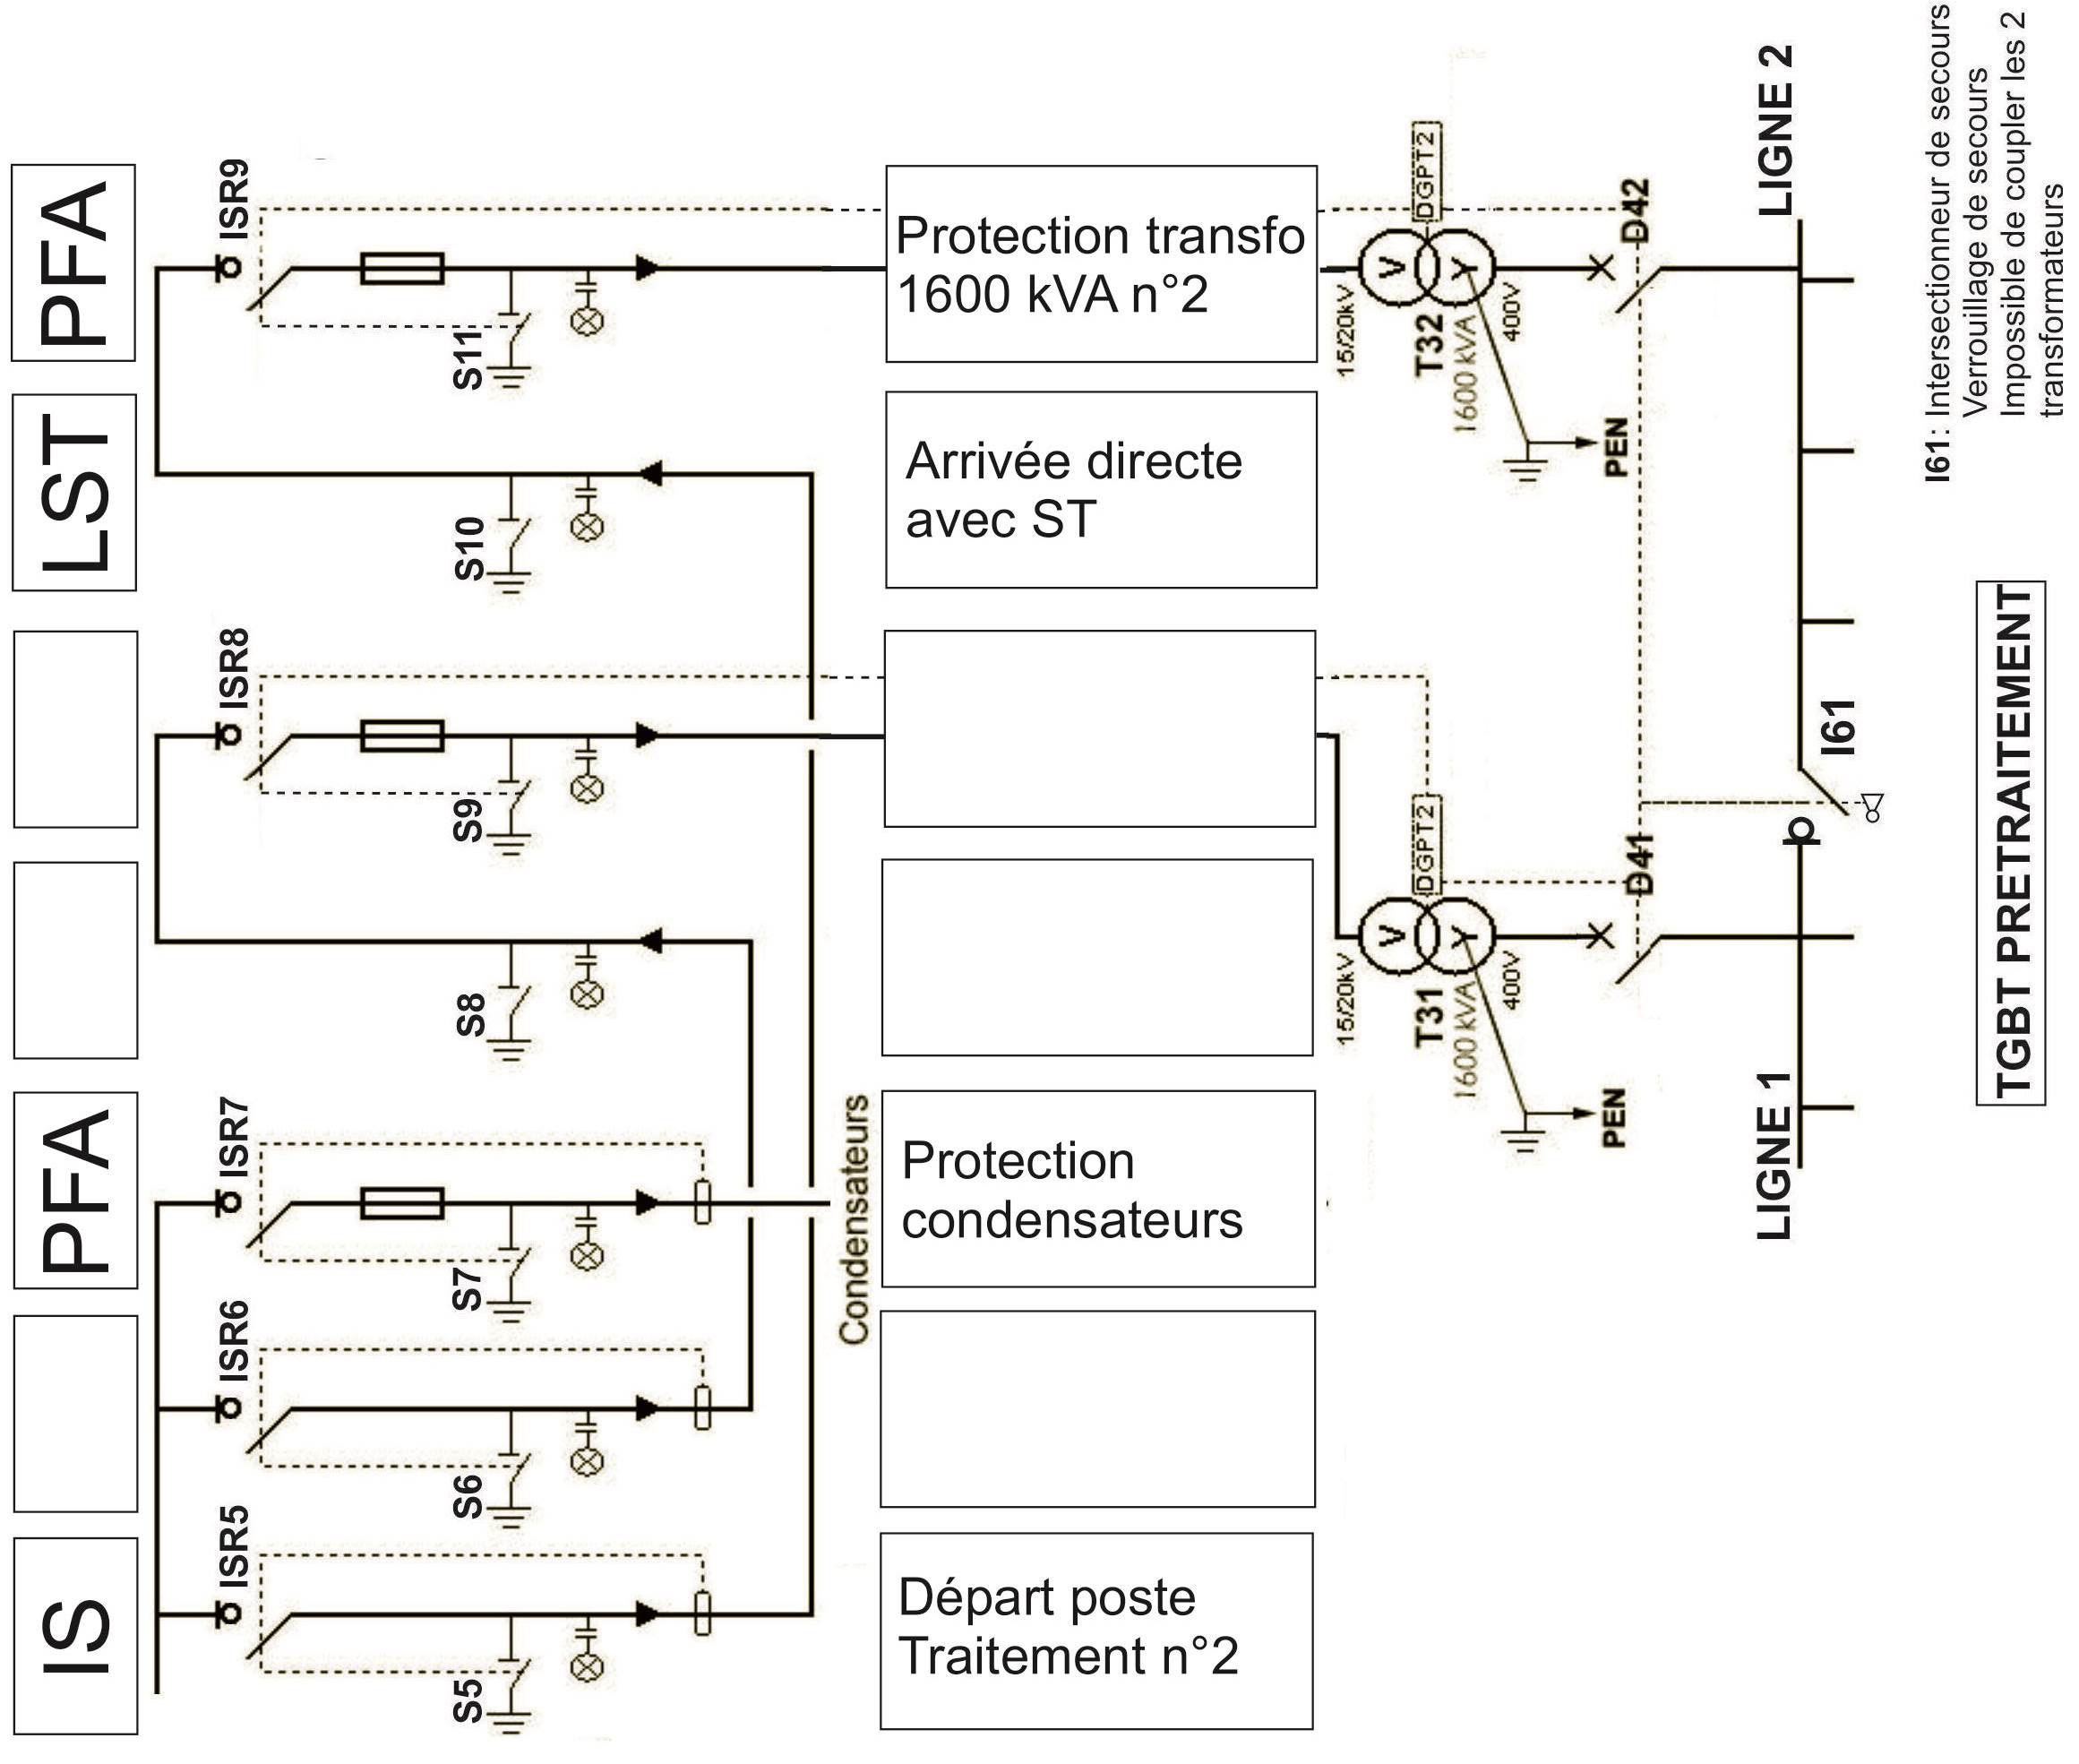 PFA
LST
PFA
IS
ISR9
ISR8
ISR7
ISR6
ISR5
S11
S10
S9
S8
S7
S6
S5
Protection transfo
1600 kVA n°2
Arrivée directe
avec ST
Protection
condensateurs
Départ poste
Traitement n°2
Condensateurs
15/20kV
T32
1600 kVA
400V
DGPT2
D42
PEN
LIGNE 2
15/20kV
T31
1600 kVA
400V
DGPT2
D41
PEN
LIGNE 1
I61
I61: Intersectionneur de secours
Verrouillage de secours
Impossible de coupler les 2
transformateurs
TGBT PRETRAITEMENT